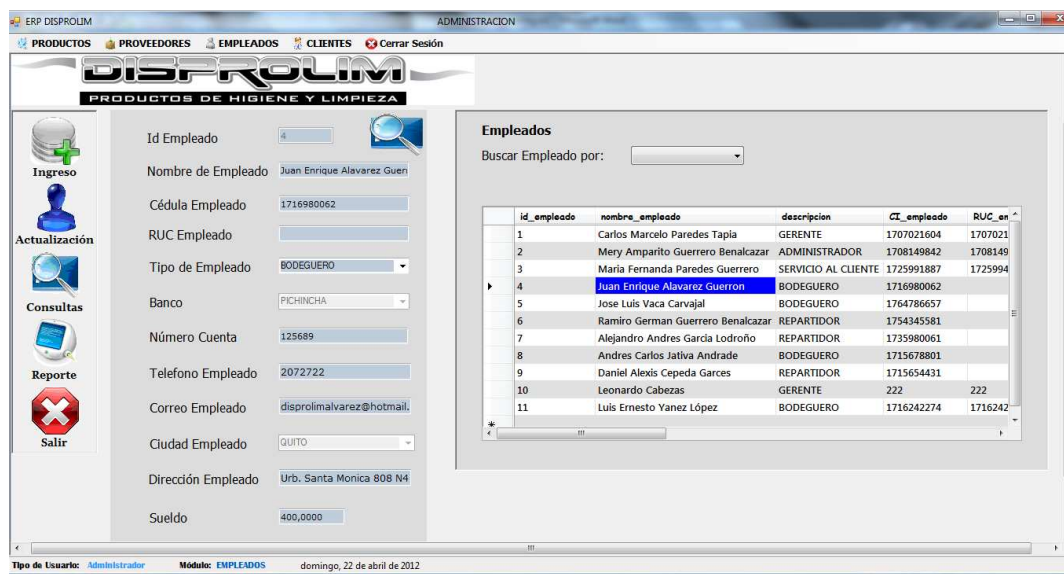 ERP DISPROLIM
ADMINISTRACION
PRODUCTOS PROVEEDORES EMPLEADOS CLIENTES Cerrar Sesión
DISPROLIM
PRODUCTOS DE HIGIENE Y LIMPIEZA
Ingreso
Actualización
Consultas
Reporte
Salir
Id Empleado 4
Nombre de Empleado Juan Enrique Alavarez Guerr
Cédula Empleado 1716980062
RUC Empleado
Tipo de Empleado BODEGUERO
Banco PICHINCHA
Número Cuenta 125689
Telefono Empleado 2072722
Correo Empleado disprolimalvarez@hotmail.
Ciudad Empleado QUITO
Dirección Empleado Urb. Santa Monica 808 N4
Sueldo 400,0000
Empleados
Buscar Empleado por:
id_empleado nombre_empleado descripcion CI_empleado RUC_en
1 Carlos Marcelo Paredes Tapia GERENTE 1707021604 1707021
2 Mery Amparito Guerrero Benalcazar ADMINISTRADOR 1708149842 1708149
3 Maria Fernanda Paredes Guerrero SERVICIO AL CLIENTE 1725991887 1725994
4 Juan Enrique Alavarez Guerron BODEGUERO 1716980062
5 Jose Luis Vaca Carvajal BODEGUERO 1764786657
6 Ramiro German Guerrero Benalcazar REPARTIDOR 1754345581
7 Alejandro Andres Garcia Lodroño REPARTIDOR 1735980061
8 Andres Carlos Jativa Andrade BODEGUERO 1715678801
9 Daniel Alexis Cepeda Garces REPARTIDOR 1715654431
10 Leonardo Cabezas GERENTE 222 222
11 Luis Ernesto Yanez López BODEGUERO 1716242274 1716242
Tipo de Usuario: Administrador Módulo: EMPLEADOS domingo, 22 de abril de 2012